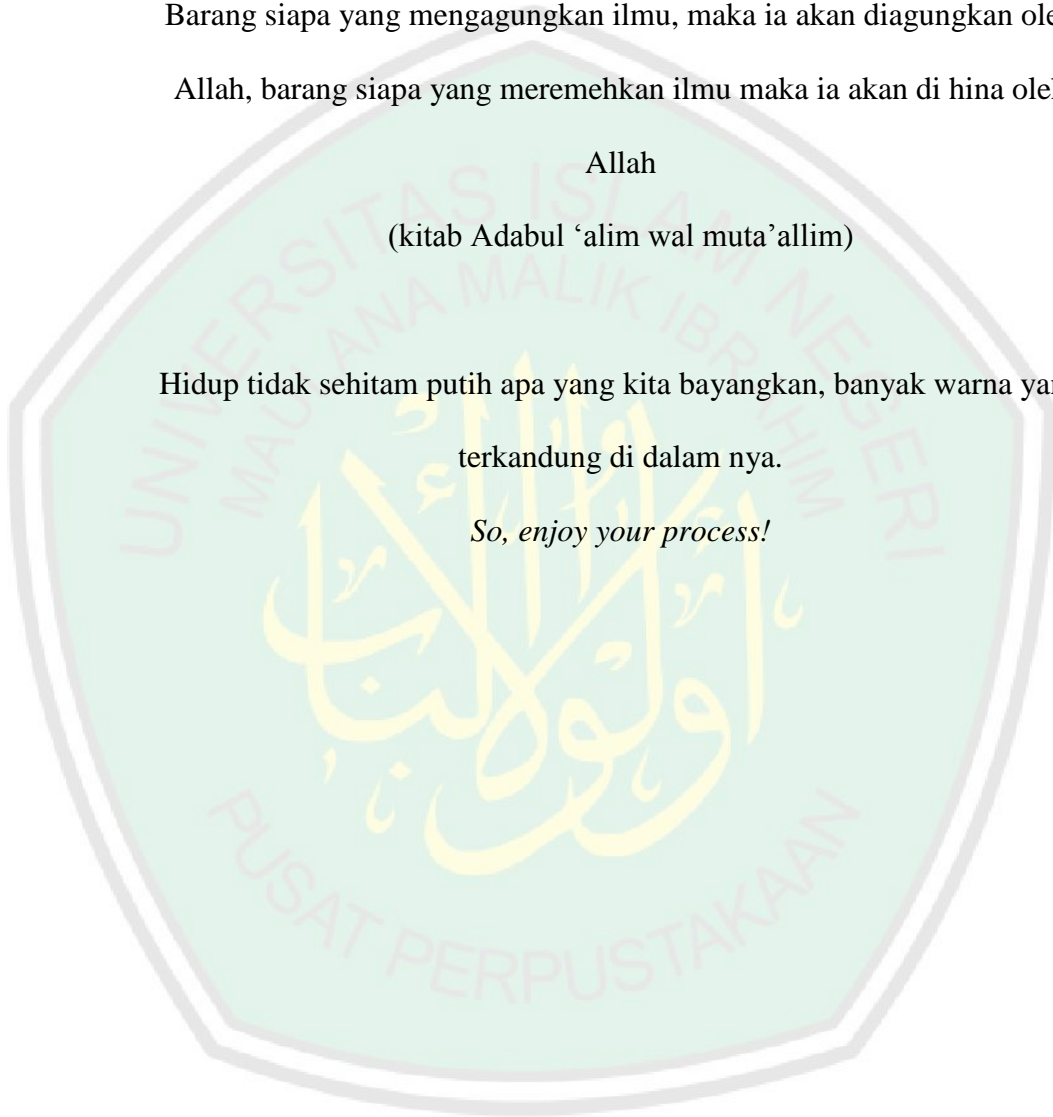 Barang siapa yang mengagungkan ilmu, maka ia akan diagungkan ole
Allah, barang siapa yang meremehkan ilmu maka ia akan di hina ole
Allah
(kitab Adabul ‘alim wal muta’allim)
Hidup tidak sehitam putih apa yang kita bayangkan, banyak warna ya
terkandung di dalam nya.
So, enjoy your process!
UNIVERSITAS ISLAM NEGERI
MAULANA MALIK IBRAHIM
أولوا الألباب
PUSAT PERPUSTAKAAN